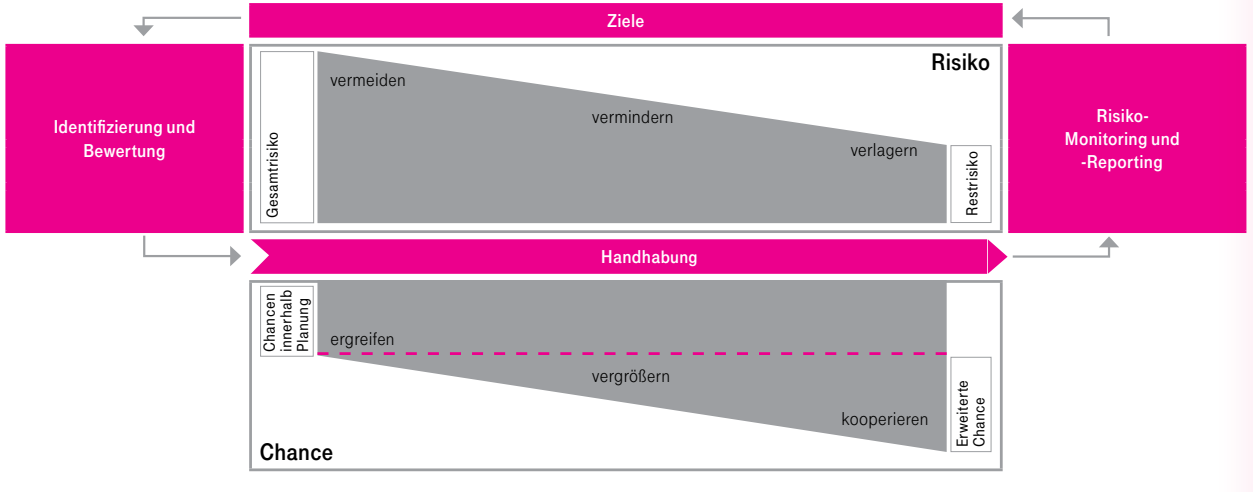 Ziele
Identifizierung und
Bewertung
Gesamtrisiko
vermeiden
vermindern
verlagern
Risiko
Restrisiko
Risiko-
Monitoring und
-Reporting
Handhabung
Chancen
innerhalb
Planung
ergreifen
vergrößern
kooperieren
Erweiterte
Chance
Chance